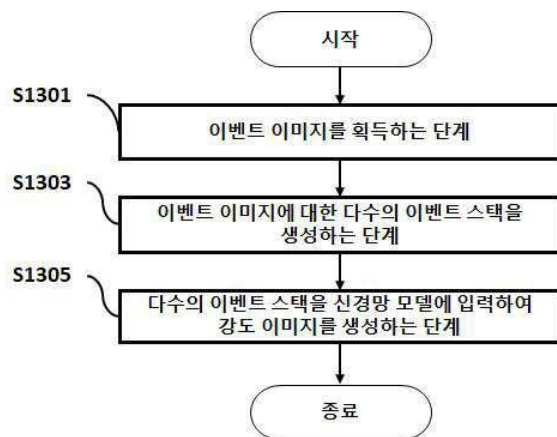 시작
S1301
이벤트 이미지를 획득하는 단계
S1303
이벤트 이미지에 대한 다수의 이벤트 스택을
생성하는 단계
S1305
다수의 이벤트 스택을 신경망 모델에 입력하여
강도 이미지를 생성하는 단계
종료